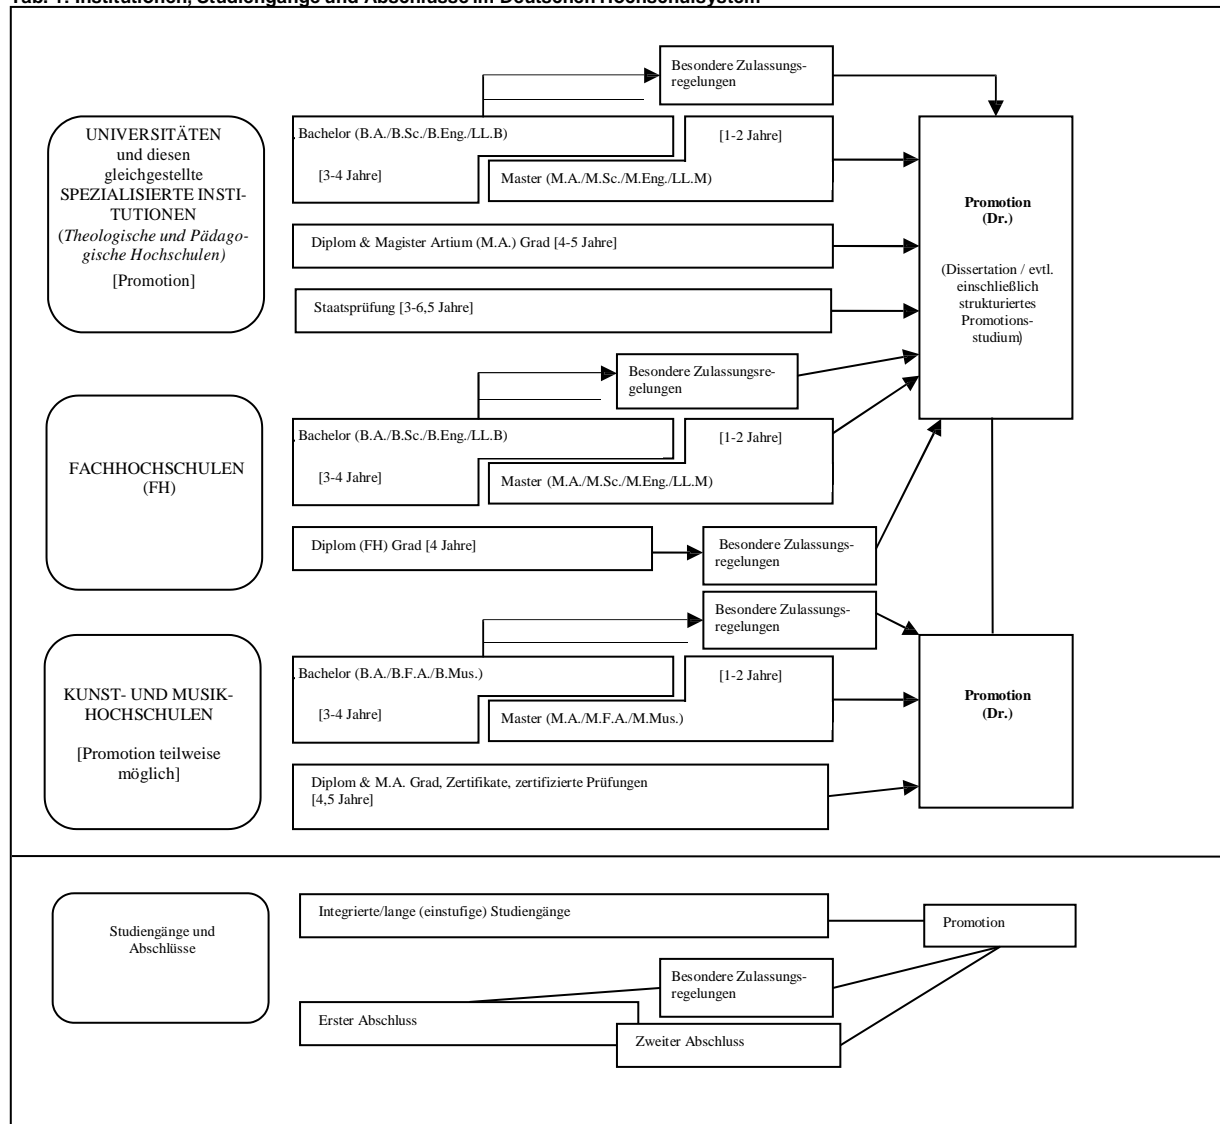 Tab. 1: Institutionen, Studiengänge und Abschlüsse im Deutschen Hochschulsystem
Besondere Zulassungs-
regelungen
UNIVERSITÄTEN
und diesen
gleichgestellte
SPEZIALISIERTE INSTI-
TUTIONEN
(Theologische und Pädago-
gische Hochschulen)
[Promotion]
Bachelor (B.A./B.Sc./B.Eng./LL.B)
[3-4 Jahre]
[1-2 Jahre]
Master (M.A./M.Sc./M.Eng./LL.M)
Diplom & Magister Artium (M.A.) Grad [4-5 Jahre]
Staatsprüfung [3-6,5 Jahre]
Promotion
(Dr.)
(Dissertation / evtl.
einschließlich
strukturiertes
Promotions-
studium)
Besondere Zulassungsre-
gelungen
FACHHOCHSCHULEN
(FH)
Bachelor (B.A./B.Sc./B.Eng./LL.B)
[3-4 Jahre]
[1-2 Jahre]
Master (M.A./M.Sc./M.Eng./LL.M)
Diplom (FH) Grad [4 Jahre]
Besondere Zulassungs-
regelungen
Besondere Zulassungs-
regelungen
KUNST- UND MUSIK-
HOCHSCHULEN
[Promotion teilweise
möglich]
Bachelor (B.A./B.F.A./B.Mus.)
[3-4 Jahre]
[1-2 Jahre]
Master (M.A./M.F.A./M.Mus.)
Diplom & M.A. Grad, Zertifikate, zertifizierte Prüfungen
[4,5 Jahre]
Promotion
(Dr.)
Studiengänge und
Abschlüsse
Integrierte/lange (einstufige) Studiengänge
Promotion
Besondere Zulassungs-
regelungen
Erster Abschluss
Zweiter Abschluss